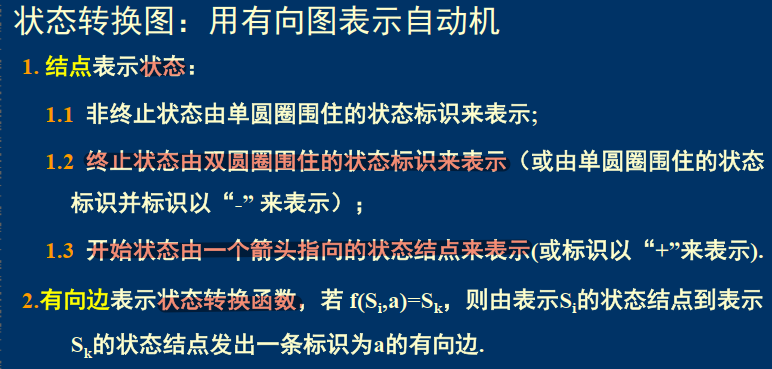 状态转换图：用有向图表示自动机
1. 结点表示状态：
1.1 非终止状态由单圆圈围住的状态标识来表示;
1.2 终止状态由双圆圈围住的状态标识来表示（或由单圆圈围住的状态
标识并标识以“-” 来表示）；
1.3 开始状态由一个箭头指向的状态结点来表示(或标识以“+”来表示).
2.有向边表示状态转换函数，若 f(Si,a)=Sk，则由表示Si的状态结点到表示
Sk的状态结点发出一条标识为a的有向边.